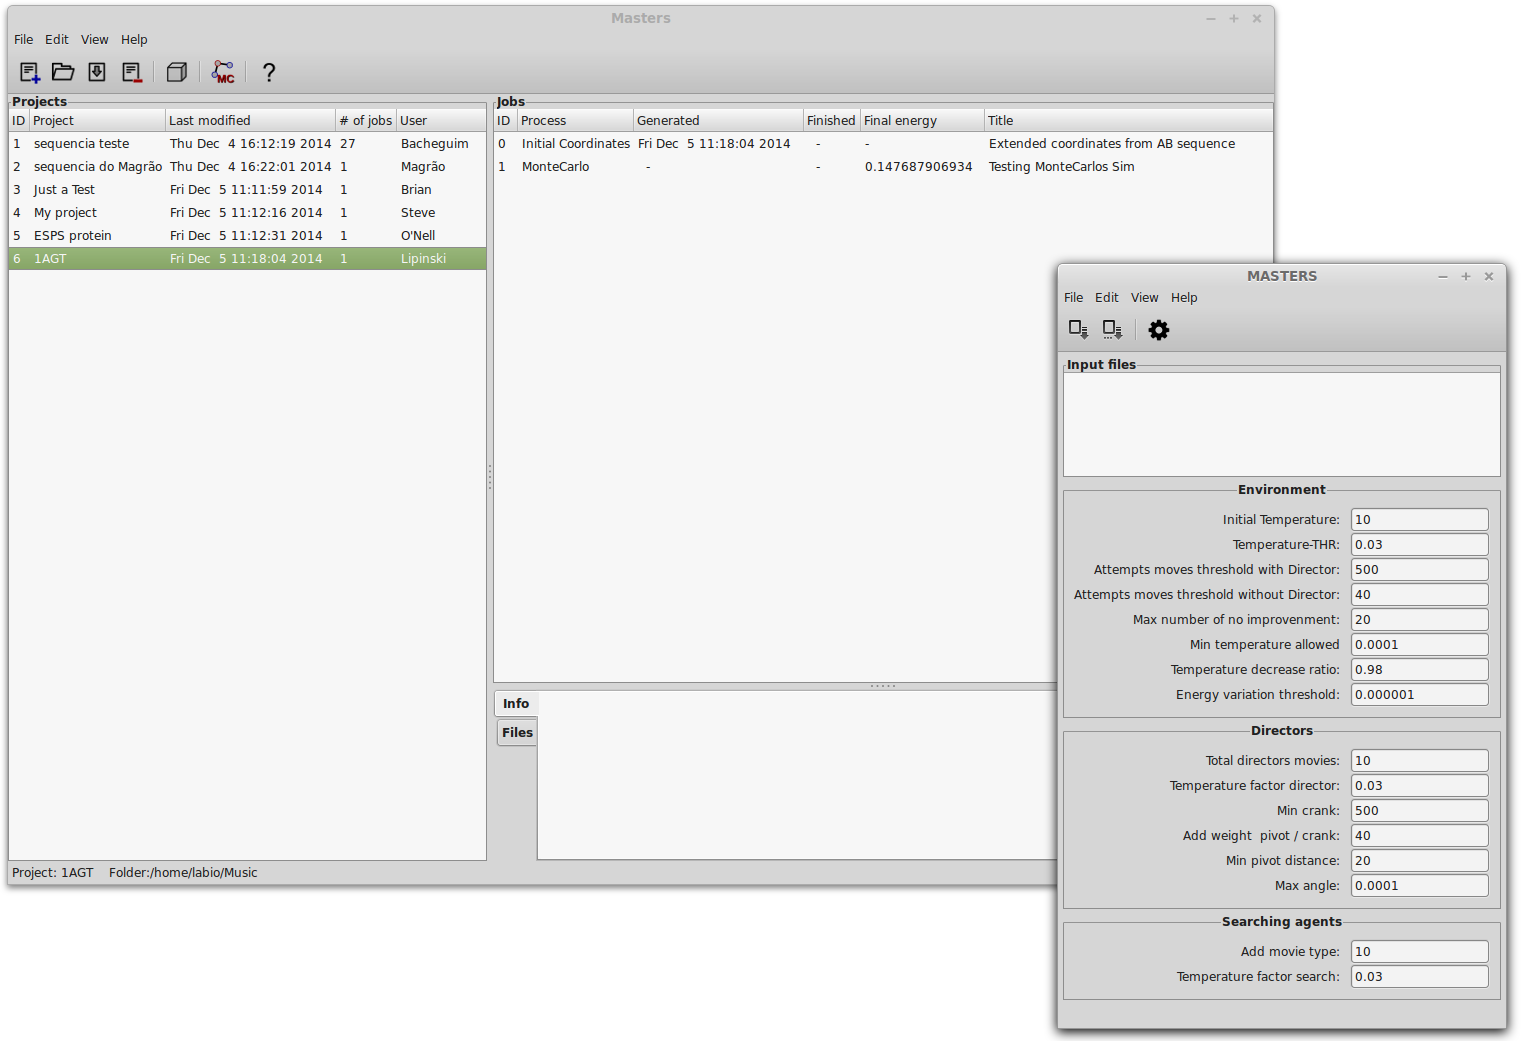 Masters
File Edit View Help
MC ?
Projects
ID Project Last modified # of jobs User
1 sequencia teste Thu Dec 4 16:12:19 2014 27 Bacheguim
2 sequencia do Magrão Thu Dec 4 16:22:01 2014 1 Magrão
3 Just a Test Fri Dec 5 11:11:59 2014 1 Brian
4 My project Fri Dec 5 11:12:16 2014 1 Steve
5 ESPS protein Fri Dec 5 11:12:31 2014 1 O'Nell
6 1AGT Fri Dec 5 11:18:04 2014 1 Lipinski
Jobs
ID Process Generated Finished Final energy Title
0 Initial Coordinates Fri Dec 5 11:18:04 2014 - - Extended coordinates from AB sequence
1 MonteCarlo - - 0.147687906934 Testing MonteCarlos Sim
Info
Files
Project: 1AGT Folder:/home/labio/Music
MASTERS
File Edit View Help
Input files
Environment
Initial Temperature: 10
Temperature-THR: 0.03
Attempts moves threshold with Director: 500
Attempts moves threshold without Director: 40
Max number of no improvenment: 20
Min temperature allowed 0.0001
Temperature decrease ratio: 0.98
Energy variation threshold: 0.000001
Directors
Total directors movies: 10
Temperature factor director: 0.03
Min crank: 500
Add weight pivot / crank: 40
Min pivot distance: 20
Max angle: 0.0001
Searching agents
Add movie type: 10
Temperature factor search: 0.03